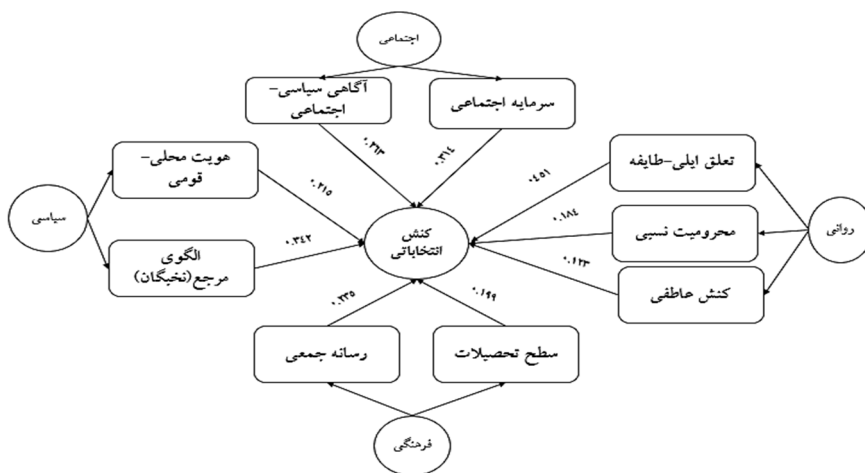 اجتماعی
آگاهی سیاسی-
اجتماعی
سرمایه اجتماعی
۰.۲۶۳
۰.۳۱۴
هویت محلی-
قومی
تعلق ایلی-طایفه
۰.۲۱۵
۰.۴۵۱
سیاسی
کنش
انتخاباتی
محرومیت نسبی
روانی
۰.۱۸۴
الگوی
مرجع(نخبگان)
۰.۳۴۲
۰.۱۲۳
کنش عاطفی
۰.۲۳۵
۰.۱۹۹
رسانه جمعی
سطح تحصیلات
فرهنگی